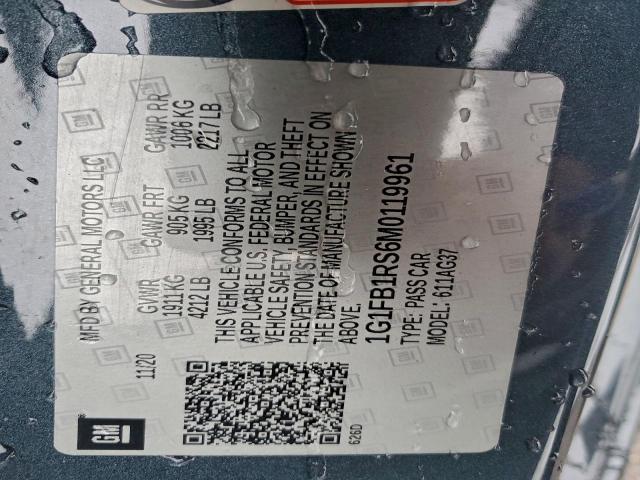 GM
MFD BY GENERAL MOTORS LLC
11/20
GVWR GAWR FRT GAWR RR
1911 KG 905 KG 1006 KG
4212 LB 1995 LB 2217 LB
THIS VEHICLE CONFORMS TO ALL
APPLICABLE U.S. FEDERAL MOTOR
VEHICLE SAFETY, BUMPER, AND THEFT
PREVENTION STANDARDS IN EFFECT ON
THE DATE OF MANUFACTURE SHOWN
ABOVE.
1G1FB1RS6M0119961
TYPE: PASS CAR
MODEL: 611AG37
626D